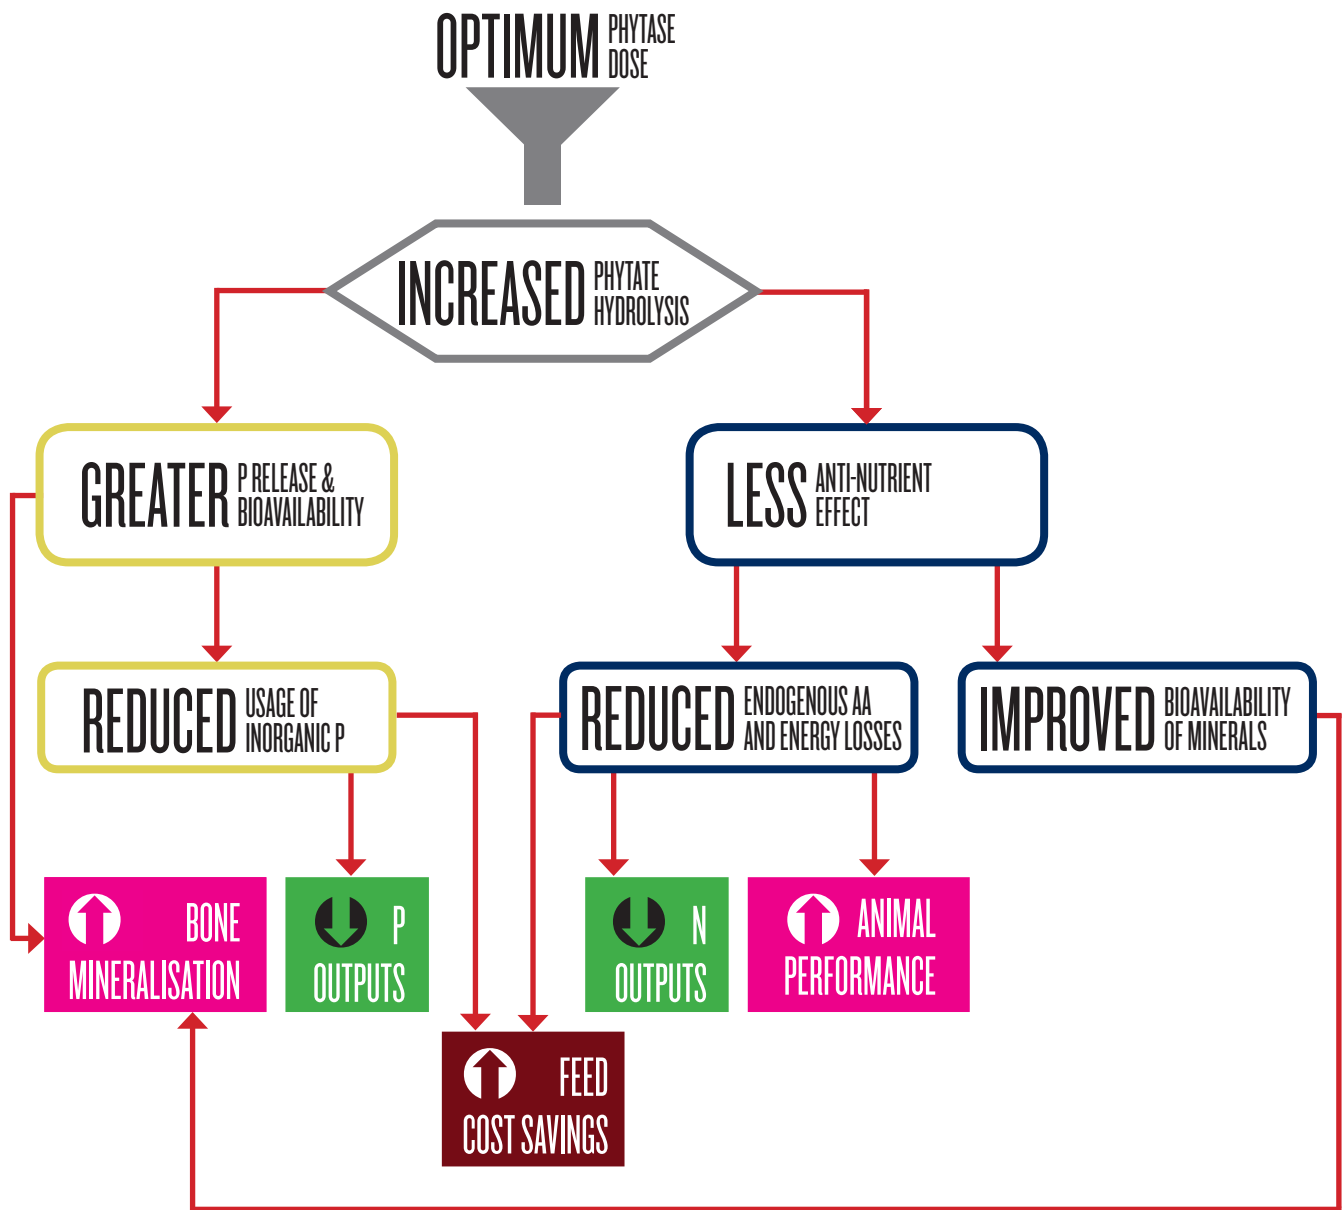 OPTIMUM PHYTASE
DOSE
INCREASED PHYTATE
HYDROLYSIS
GREATER P RELEASE &
BIOAVAILABILITY
LESS ANTI-NUTRIENT
EFFECT
REDUCED USAGE OF
INORGANIC P
REDUCED ENDOGENOUS AA
AND ENERGY LOSSES
IMPROVED BIOAVAILABILITY
OF MINERALS
BONE
MINERALISATION
P
OUTPUTS
N
OUTPUTS
ANIMAL
PERFORMANCE
FEED
COST SAVINGS